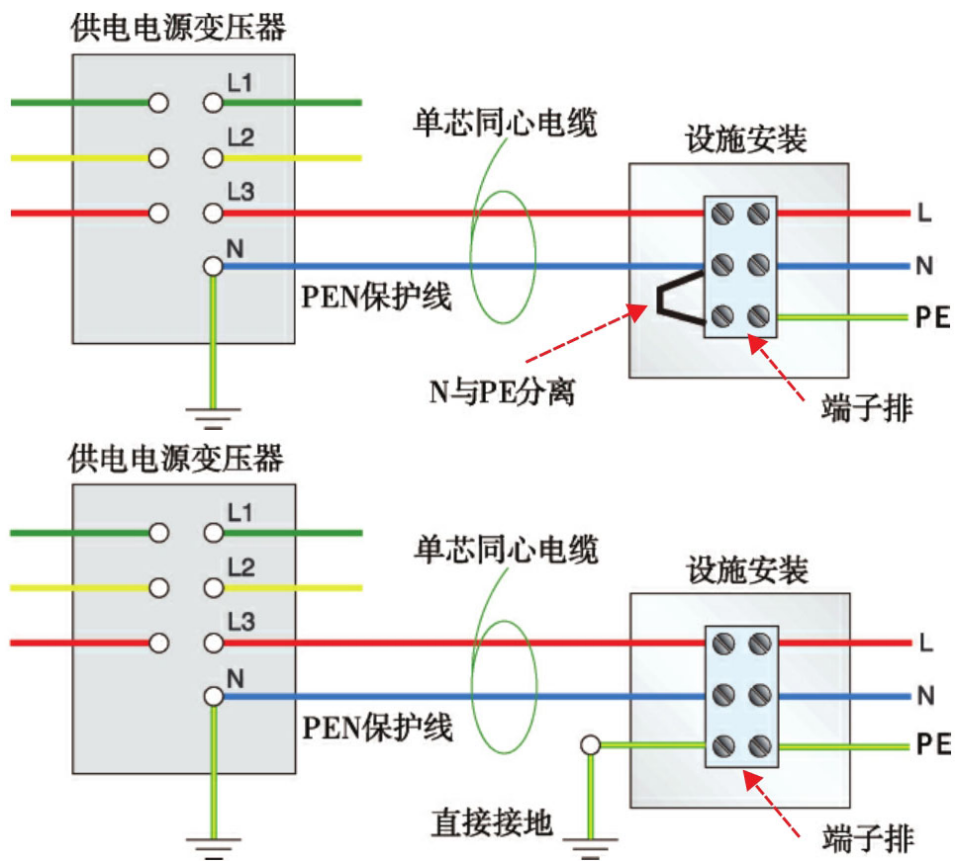 供电电源变压器
L1
L2
L3
N
单芯同心电缆
设施安装
L
N
PE
PEN保护线
N与PE分离
端子排
供电电源变压器
L1
L2
L3
N
单芯同心电缆
设施安装
L
N
PE
PEN保护线
直接接地
端子排